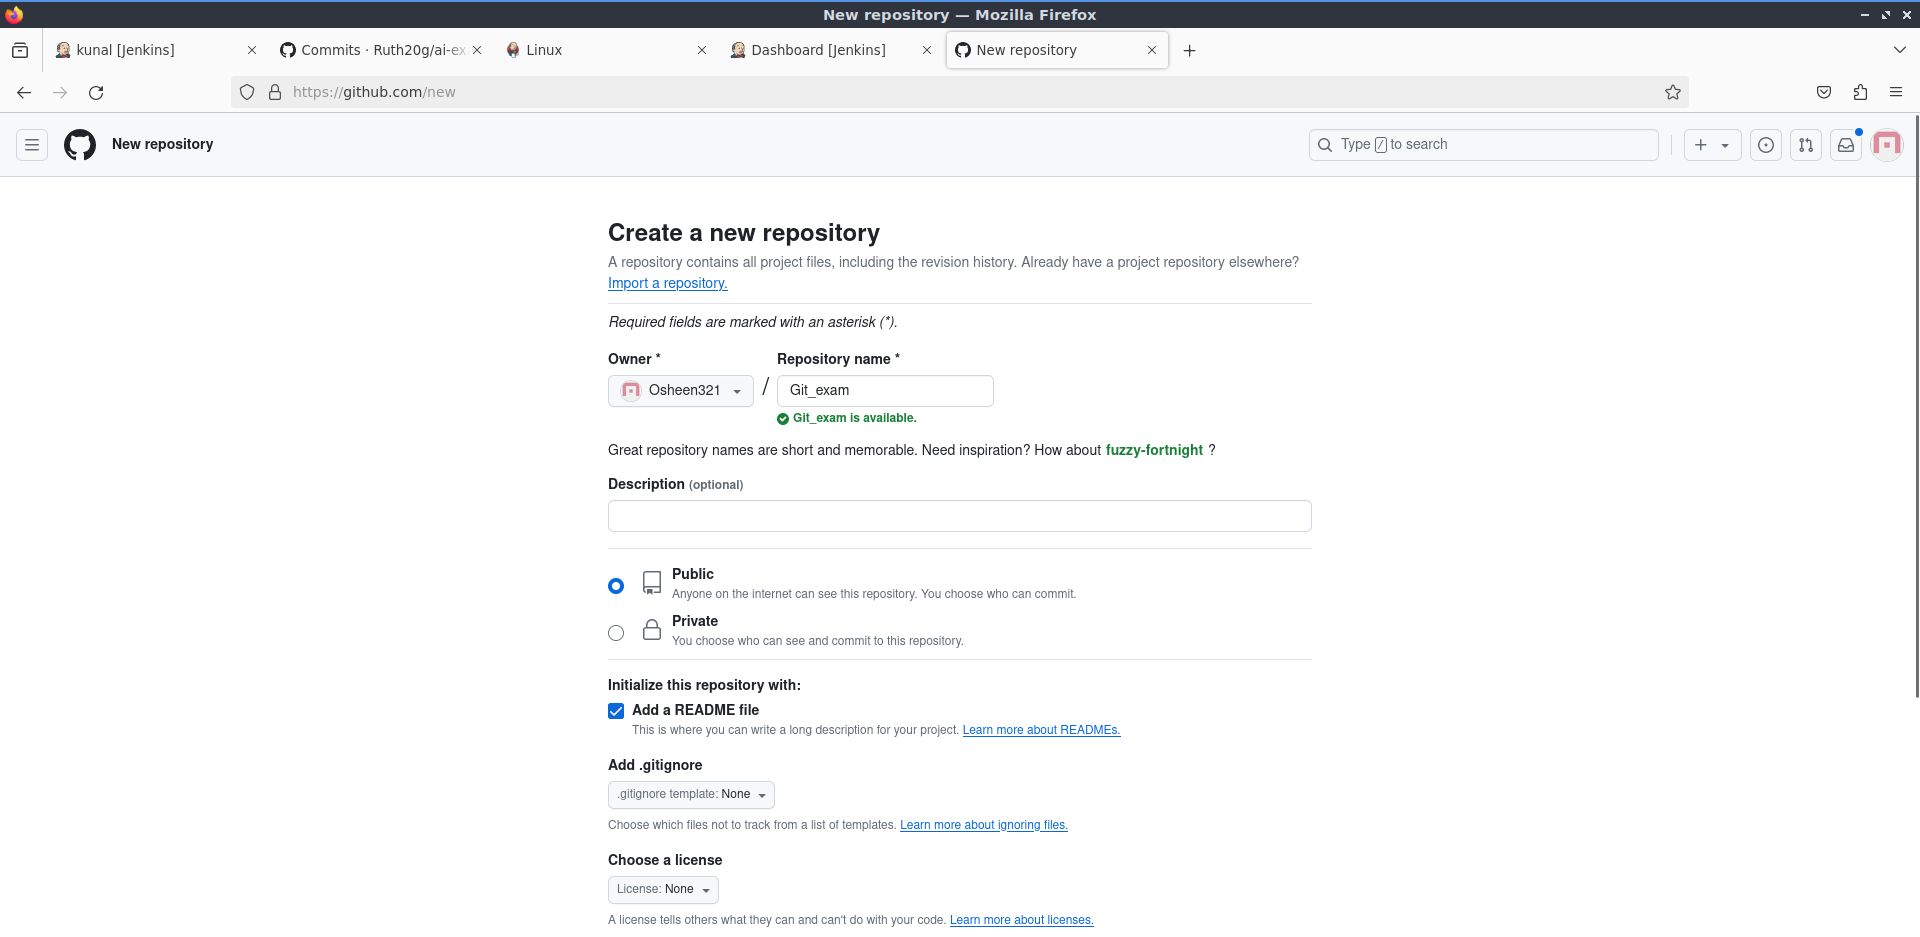 New repository — Mozilla Firefox
kunal [Jenkins]
Commits · Ruth20g/ai-ex
Linux
Dashboard [Jenkins]
New repository
https://github.com/new
New repository
Type / to search
Create a new repository
A repository contains all project files, including the revision history. Already have a project repository elsewhere?
Import a repository.
Required fields are marked with an asterisk (*).
Owner * Repository name *
Osheen321 / Git_exam
Git_exam is available.
Great repository names are short and memorable. Need inspiration? How about fuzzy-fortnight ?
Description (optional)
Public
Anyone on the internet can see this repository. You choose who can commit.
Private
You choose who can see and commit to this repository.
Initialize this repository with:
Add a README file
This is where you can write a long description for your project. Learn more about READMEs.
Add .gitignore
.gitignore template: None
Choose which files not to track from a list of templates. Learn more about ignoring files.
Choose a license
License: None
A license tells others what they can and can't do with your code. Learn more about licenses.